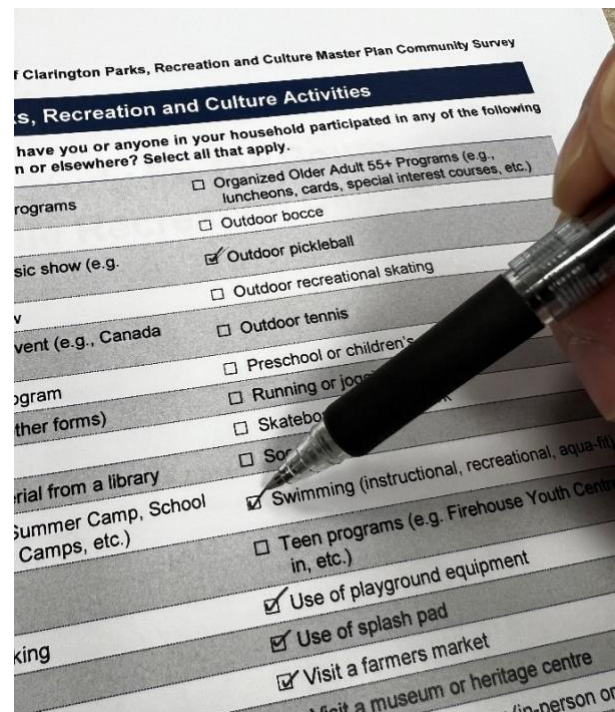 f Clarington Parks, Recreation and Culture Master Plan Community Survey
s, Recreation and Culture Activities
have you or anyone in your household participated in any of the following
n or elsewhere? Select all that apply.
rograms
☐ Organized Older Adult 55+ Programs (e.g.,
luncheons, cards, special interest courses, etc.)
☐ Outdoor bocce
sic show (e.g.
☑ Outdoor pickleball
☐ Outdoor recreational skating
w
vent (e.g., Canada
☐ Outdoor tennis
☐ Preschool or children's
ogram
☐ Running or jog
ther forms)
☐ Skatebo
☐ Soc
rial from a library
☑ Swimming (instructional, recreational, aqua-fit)
Summer Camp, School
Camps, etc.)
☐ Teen programs (e.g. Firehouse Youth Centr
in, etc.)
☑ Use of playground equipment
king
☑ Use of splash pad
☑ Visit a farmers market
Visit a museum or heritage centre
(in-person or